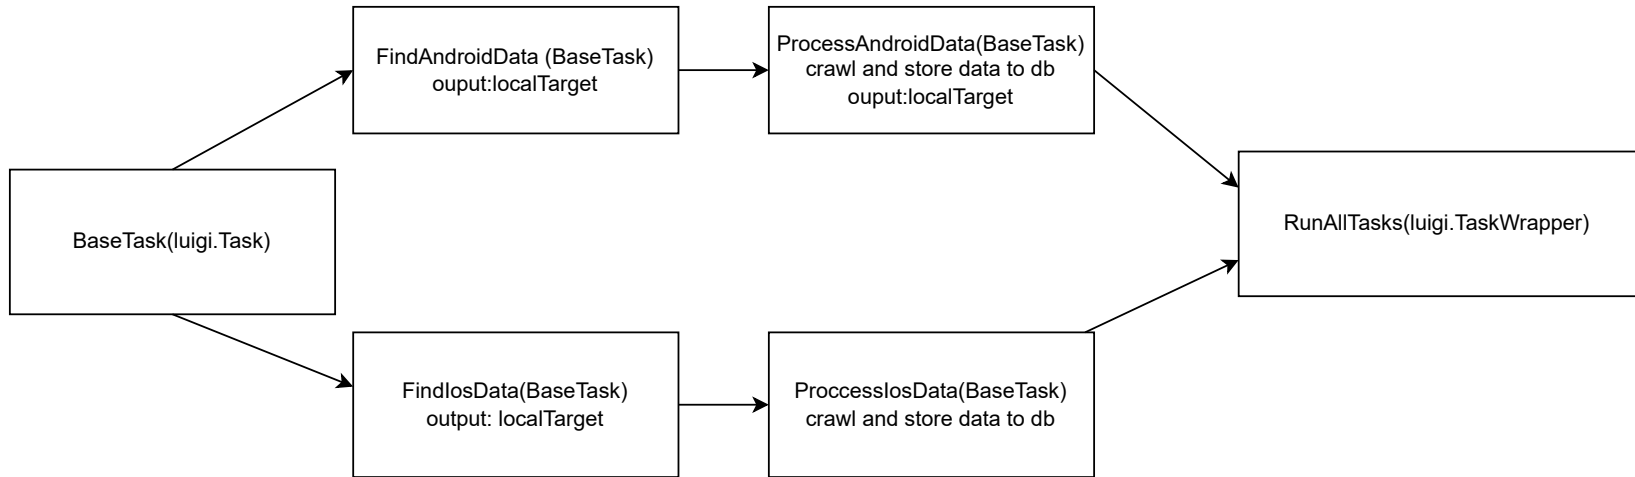 FindAndroidData (BaseTask)
ouput:localTarget
ProcessAndroidData(BaseTask)
crawl and store data to db
ouput:localTarget
BaseTask(luigi.Task)
RunAllTasks(luigi.TaskWrapper)
FindIosData(BaseTask)
output: localTarget
ProccessIosData(BaseTask)
crawl and store data to db